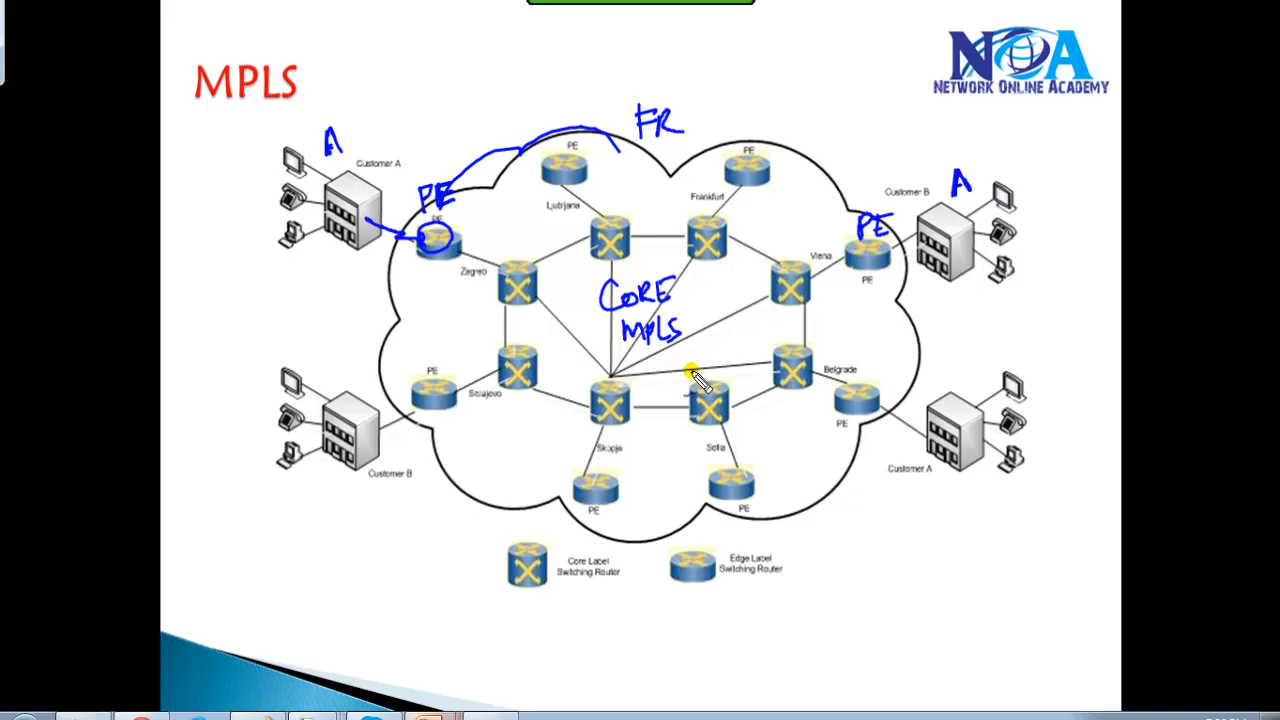 NOA
NETWORK ONLINE ACADEMY
MPLS
FR
A
Customer A
PE
PE
PE
PE
Ljubljana
Frankfurt
Customer B
A
PE
PE
Zagreb
Viena
CORE
MPLS
PE
Sarajevo
Customer B
Belgrade
PE
Customer A
Skopje
PE
Sofia
PE
Core Label
Switching Router
Edge Label
Switching Router